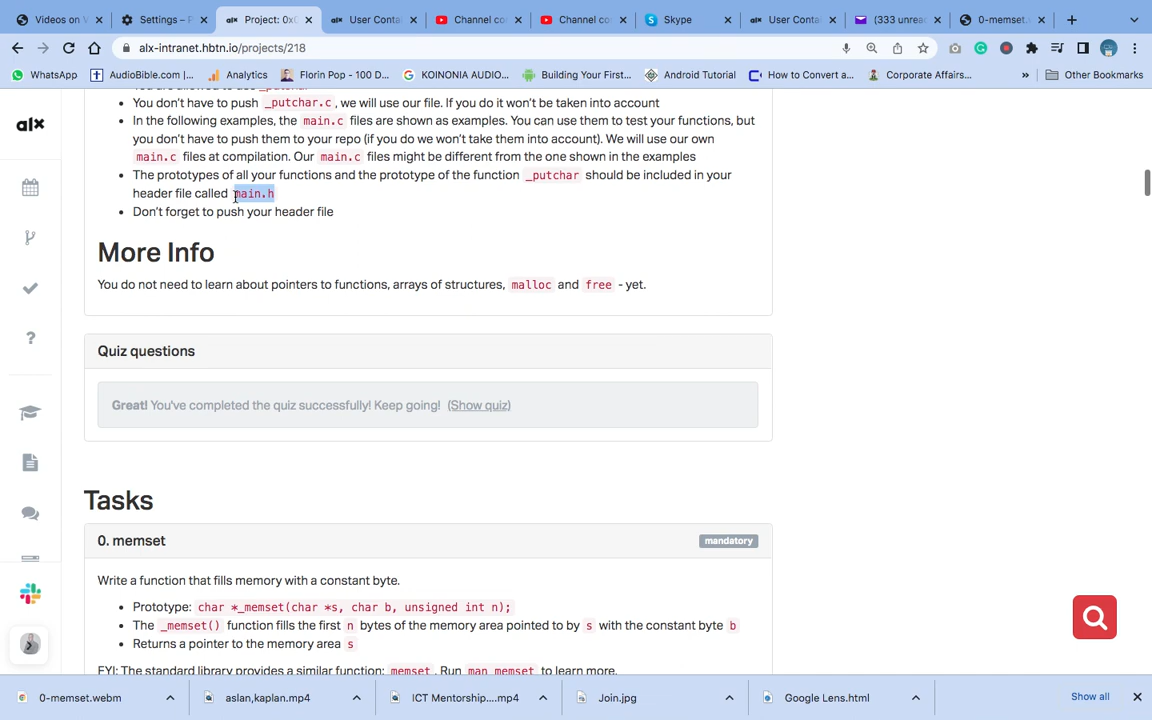 Videos on V
Settings – P
Project: 0x0
User Conta
Channel co
Channel co
Skype
User Conta
(333 unrea
0-memset.
alx-intranet.hbtn.io/projects/218
WhatsApp
AudioBible.com |...
Analytics
Florin Pop - 100 D...
KOINONIA AUDIO...
Building Your First...
Android Tutorial
How to Convert a...
Corporate Affairs...
»
Other Bookmarks
alx
You don't have to push _putchar.c, we will use our file. If you do it won't be taken into account
In the following examples, the main.c files are shown as examples. You can use them to test your functions, but
you don't have to push them to your repo (if you do we won't take them into account). We will use our own
main.c files at compilation. Our main.c files might be different from the one shown in the examples
The prototypes of all your functions and the prototype of the function _putchar should be included in your
header file called main.h
Don't forget to push your header file
More Info
You do not need to learn about pointers to functions, arrays of structures, malloc and free - yet.
Quiz questions
Great! You've completed the quiz successfully! Keep going! (Show quiz)
Tasks
0. memset
mandatory
Write a function that fills memory with a constant byte.
Prototype: char *_memset(char *s, char b, unsigned int n);
The _memset() function fills the first n bytes of the memory area pointed to by s with the constant byte b
Returns a pointer to the memory area s
FYI: The standard library provides a similar function: memset. Run man memset to learn more.
0-memset.webm
aslan,kaplan.mp4
ICT Mentorship....mp4
Join.jpg
Google Lens.html
Show all